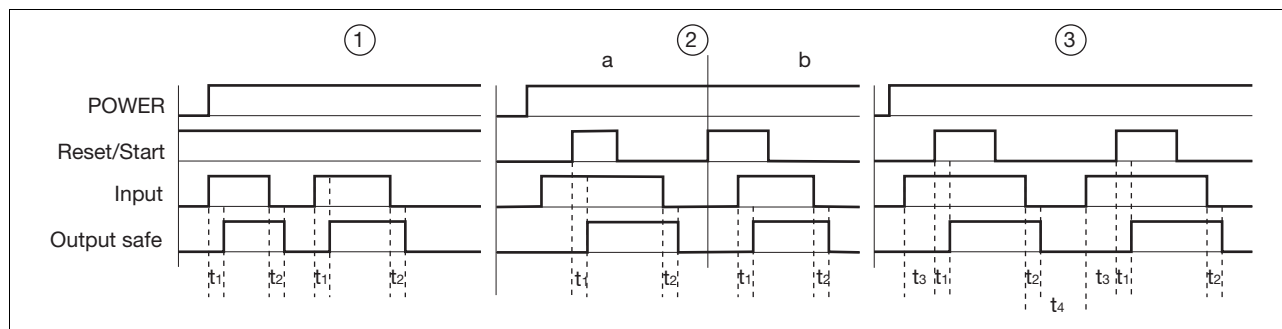 ① ② ③
a b
POWER
Reset/Start
Input
Output safe
t1 t2 t1 t2 t1 t2 t1 t2 t3 t1 t2 t3 t1 t2
t4